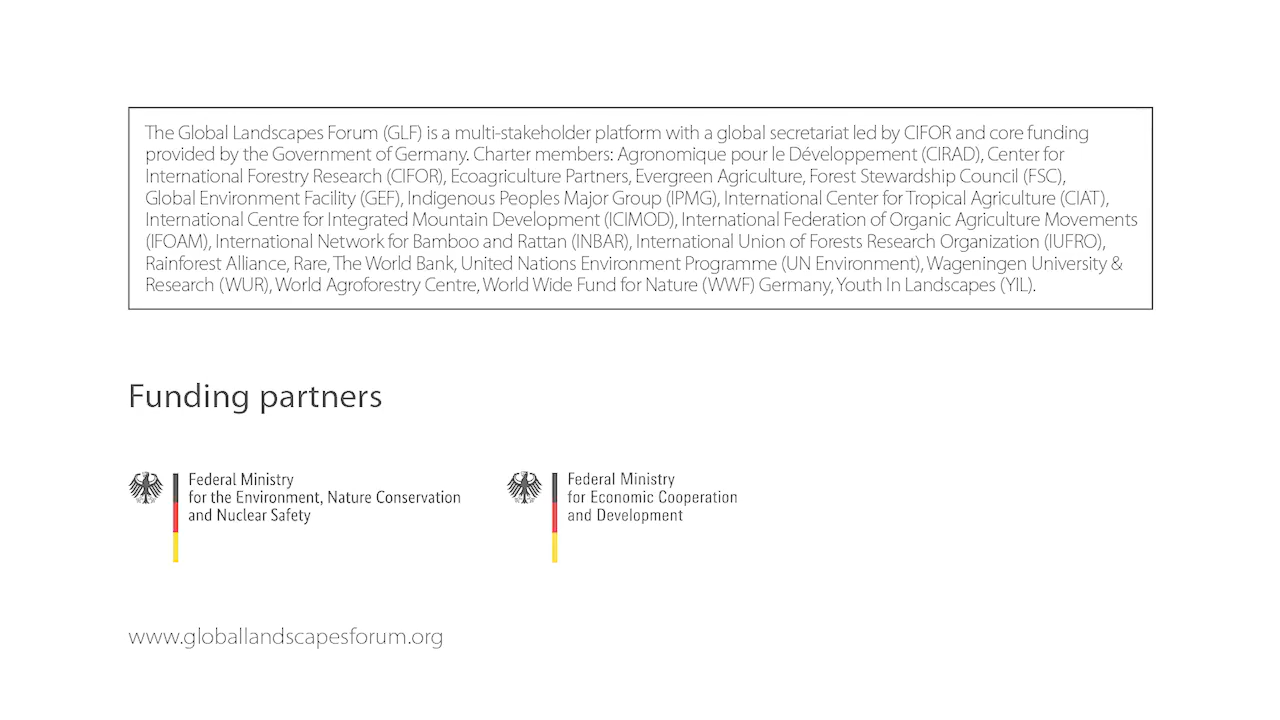 The Global Landscapes Forum (GLF) is a multi-stakeholder platform with a global secretariat led by CIFOR and core funding
provided by the Government of Germany. Charter members: Agronomique pour le Développement (CIRAD), Center for
International Forestry Research (CIFOR), Ecoagriculture Partners, Evergreen Agriculture, Forest Stewardship Council (FSC),
Global Environment Facility (GEF), Indigenous Peoples Major Group (IPMG), International Center for Tropical Agriculture (CIAT),
International Centre for Integrated Mountain Development (ICIMOD), International Federation of Organic Agriculture Movements
(IFOAM), International Network for Bamboo and Rattan (INBAR), International Union of Forests Research Organization (IUFRO),
Rainforest Alliance, Rare, The World Bank, United Nations Environment Programme (UN Environment), Wageningen University &
Research (WUR), World Agroforestry Centre, World Wide Fund for Nature (WWF) Germany, Youth In Landscapes (YIL).
Funding partners
Federal Ministry
for the Environment, Nature Conservation
and Nuclear Safety
Federal Ministry
for Economic Cooperation
and Development
www.globallandscapesforum.org